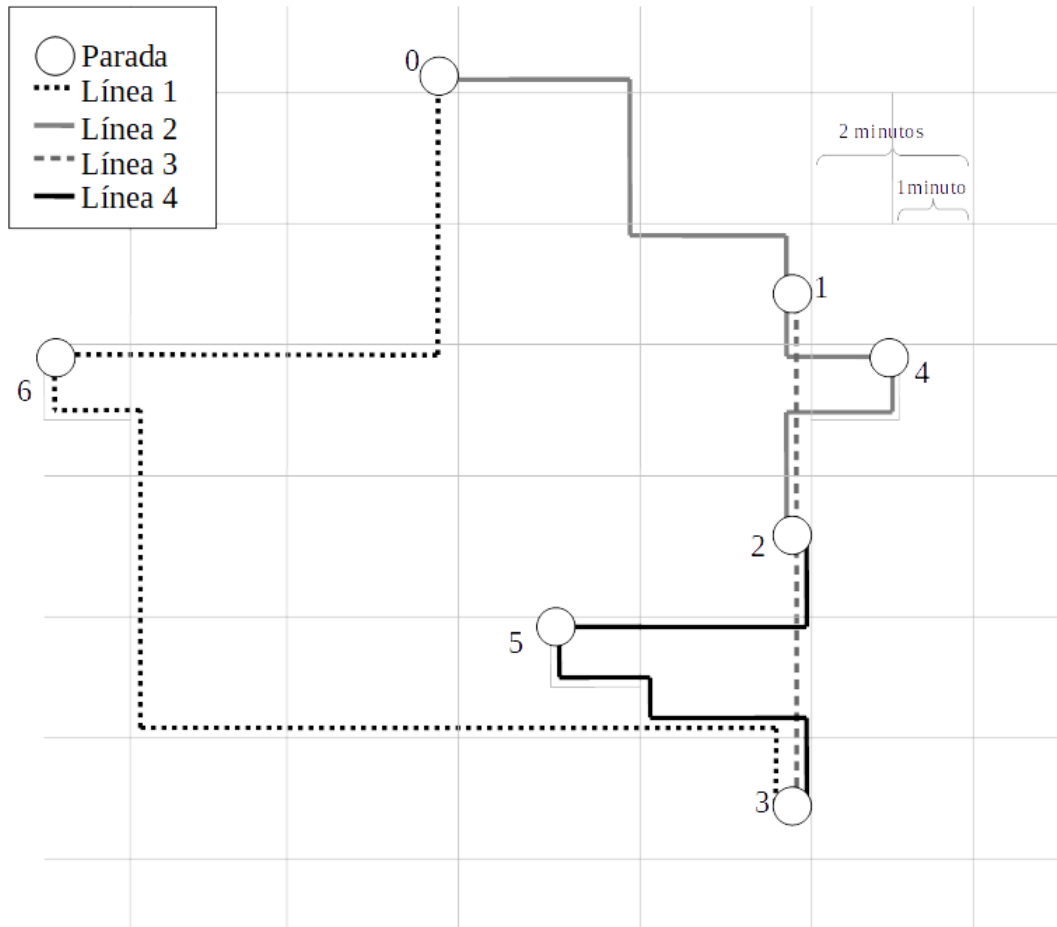 Parada
Línea 1
Línea 2
Línea 3
Línea 4
0
2 minutos
1minuto
1
4
6
2
5
3